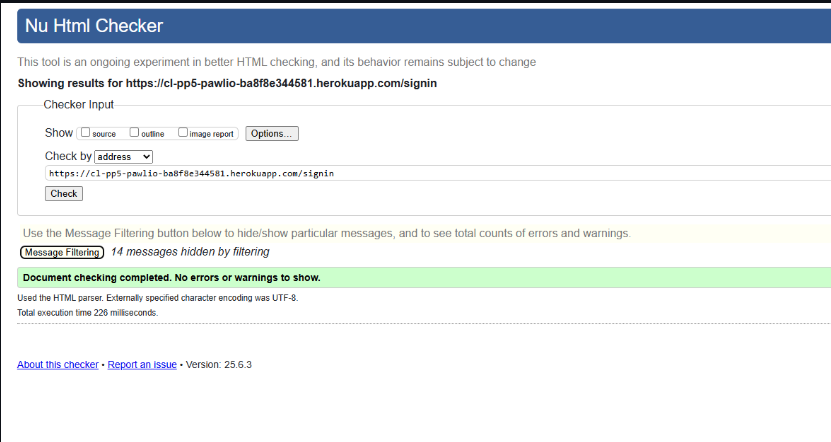 Nu Html Checker
This tool is an ongoing experiment in better HTML checking, and its behavior remains subject to change
Showing results for https://cl-pp5-pawlio-ba8f8e344581.herokuapp.com/signin
Checker Input
Show source outline image report Options...
Check by address
https://cl-pp5-pawlio-ba8f8e344581.herokuapp.com/signin
Check
Use the Message Filtering button below to hide/show particular messages, and to see total counts of errors and warnings.
Message Filtering 14 messages hidden by filtering
Document checking completed. No errors or warnings to show.
Used the HTML parser. Externally specified character encoding was UTF-8.
Total execution time 226 milliseconds.
About this checker • Report an issue • Version: 25.6.3